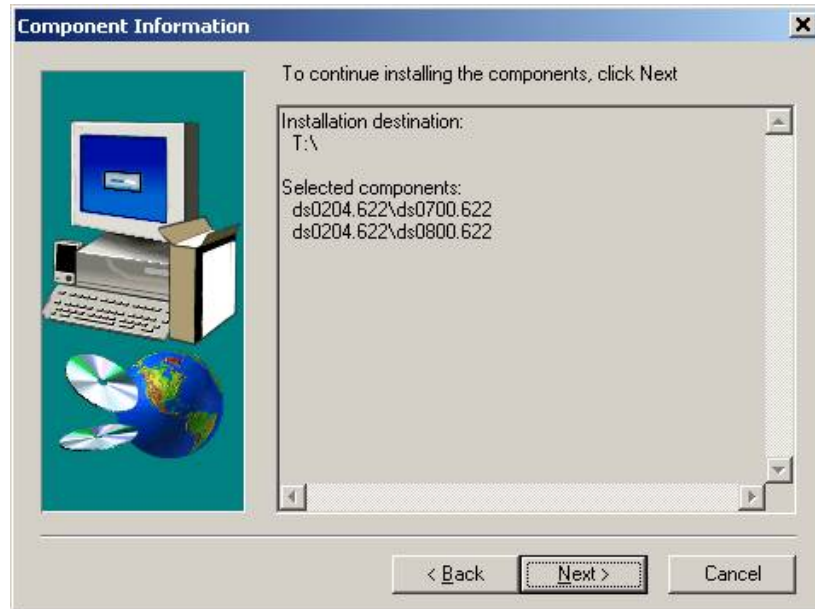 Component Information
To continue installing the components, click Next
Installation destination:
T:\
Selected components:
ds0204.622\ds0700.622
ds0204.622\ds0800.622
< Back
Next >
Cancel